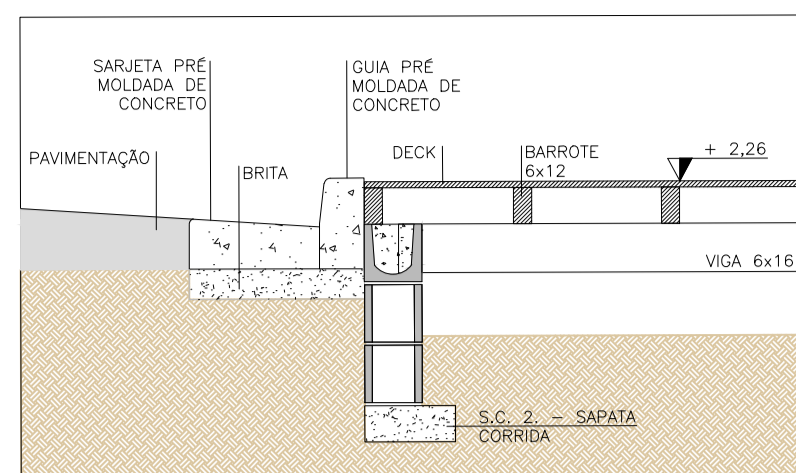 SARJETA PRÉ
MOLDADA DE
CONCRETO
GUIA PRÉ
MOLDADA DE
CONCRETO
PAVIMENTAÇÃO
BRITA
DECK
BARROTE
6x12
+ 2,26
VIGA 6x16
S.C. 2. – SAPATA
CORRIDA